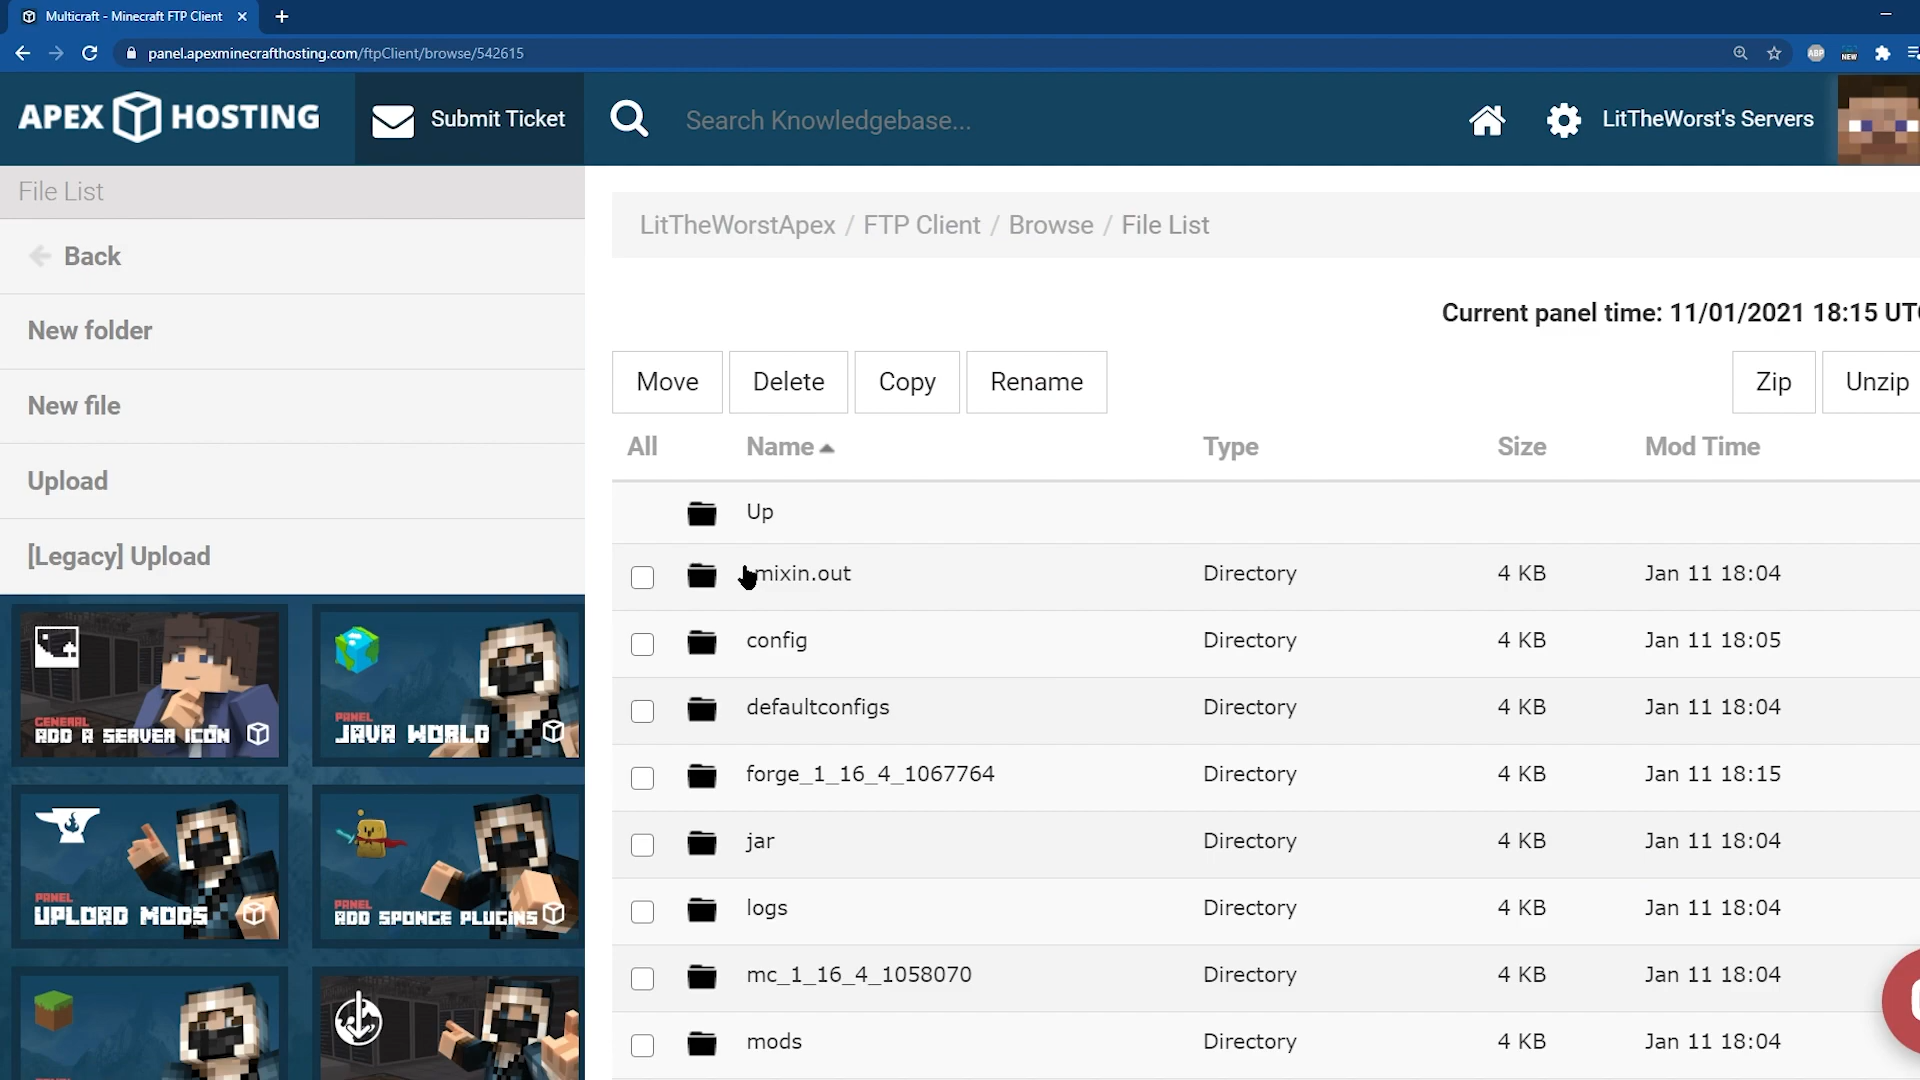 Multicraft - Minecraft FTP Client
panel.apexminecrafthosting.com/ftpClient/browse/542615
ABP
NEW
APEX HOSTING
Submit Ticket
Search Knowledgebase...
LitTheWorst's Servers
File List
Back
New folder
New file
Upload
[Legacy] Upload
GENERAL
ADD A SERVER ICON
PANEL
JAVA WORLD
PANEL
UPLOAD MODS
PANEL
ADD SPONGE PLUGINS
LitTheWorstApex / FTP Client / Browse / File List
Current panel time: 11/01/2021 18:15 UTC
Move Delete Copy Rename Zip Unzip
All Name Type Size Mod Time
Up
mixin.out Directory 4 KB Jan 11 18:04
config Directory 4 KB Jan 11 18:05
defaultconfigs Directory 4 KB Jan 11 18:04
forge_1_16_4_1067764 Directory 4 KB Jan 11 18:15
jar Directory 4 KB Jan 11 18:04
logs Directory 4 KB Jan 11 18:04
mc_1_16_4_1058070 Directory 4 KB Jan 11 18:04
mods Directory 4 KB Jan 11 18:04